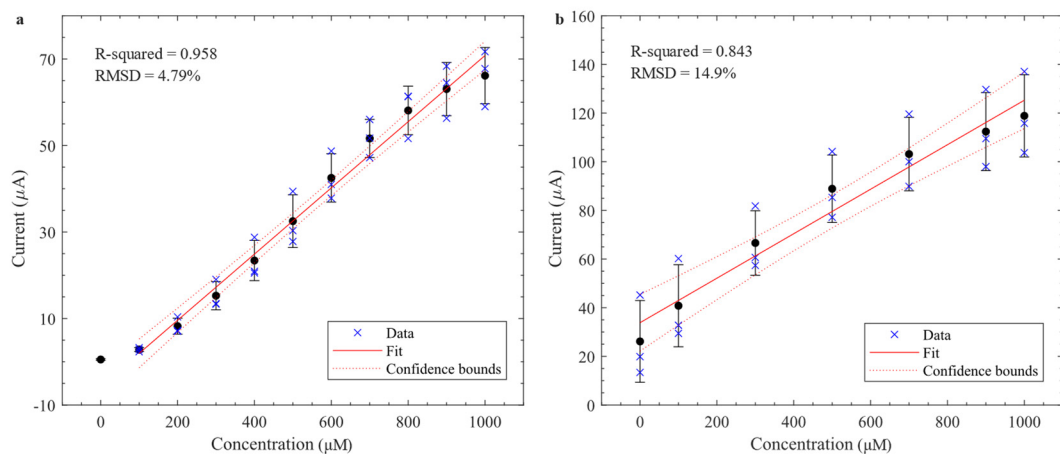 a
R-squared = 0.958
RMSD = 4.79%
70
50
30
10
-10
Current (μA)
Data
Fit
Confidence bounds
0 200 400 600 800 1000
Concentration (μM)
b
R-squared = 0.843
RMSD = 14.9%
160
140
120
100
80
60
40
20
0
Current (μA)
Data
Fit
Confidence bounds
0 200 400 600 800 1000
Concentration (μM)